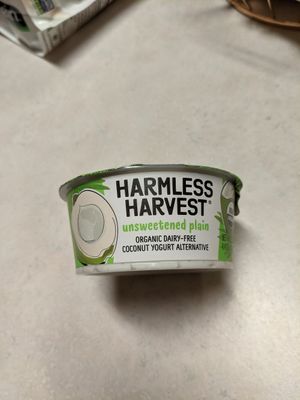 HARMLESS
HARVEST®
unsweetened plain
ORGANIC DAIRY-FREE
COCONUT YOGURT ALTERNATIVE